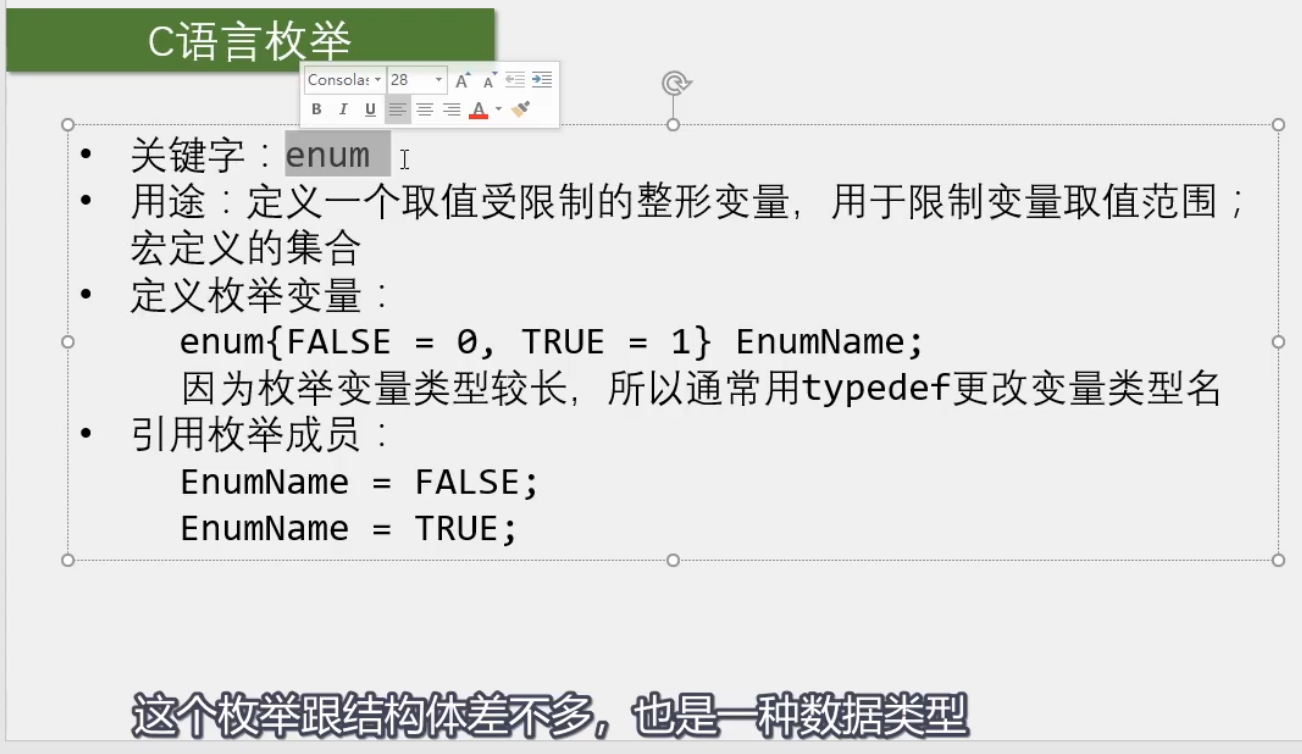 C语言枚举
Consolas 28
B I U A
• 关键字：enum
• 用途：定义一个取值受限制的整形变量，用于限制变量取值范围；
宏定义的集合
• 定义枚举变量：
enum{FALSE = 0, TRUE = 1} EnumName;
因为枚举变量类型较长，所以通常用typedef更改变量类型名
• 引用枚举成员：
EnumName = FALSE;
EnumName = TRUE;
这个枚举跟结构体差不多，也是一种数据类型